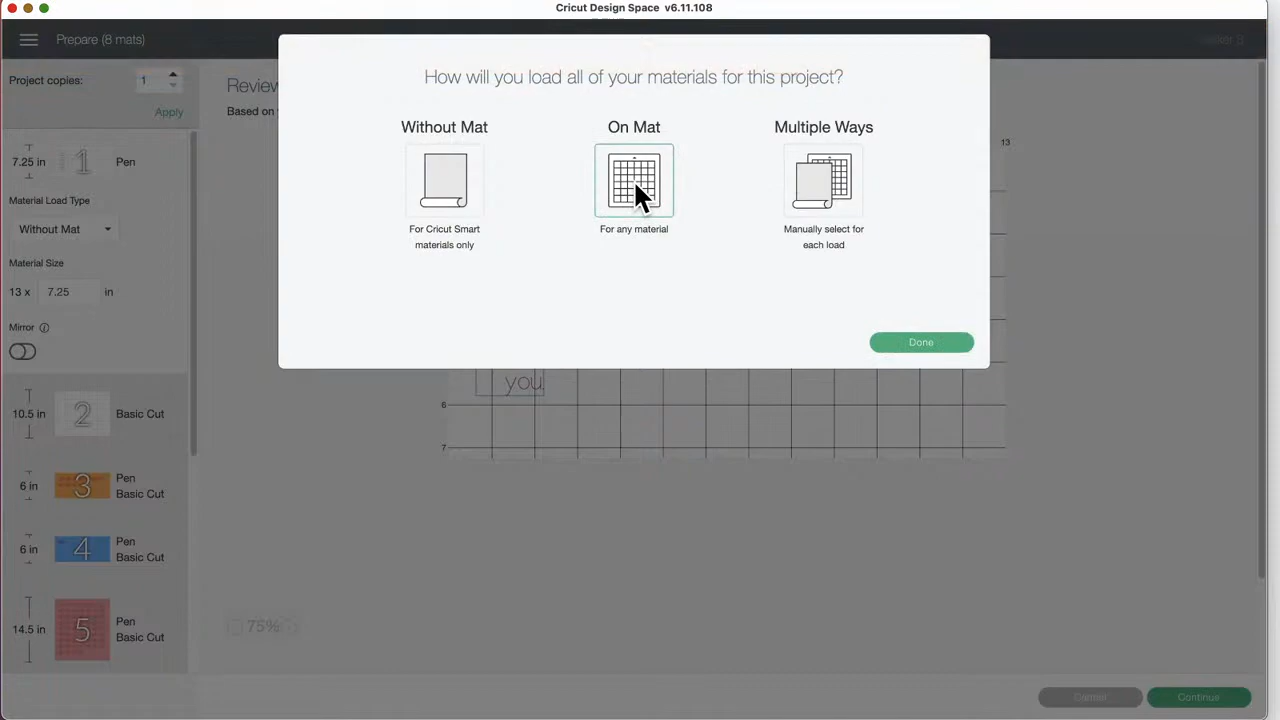 Cricut Design Space v6.11.108
Prepare (8 mats)
Project copies:
1
Apply
7.25 in
1
Pen
Material Load Type
Without Mat
Material Size
13 x
7.25
in
Mirror
10.5 in
2
Basic Cut
6 in
3
Pen
Basic Cut
6 in
4
Pen
Basic Cut
14.5 in
5
Pen
Basic Cut
Review
Based on
How will you load all of your materials for this project?
Without Mat
For Cricut Smart
materials only
On Mat
For any material
Multiple Ways
Manually select for
each load
Done
13
you.
6
7
75%
Cancel
Continue